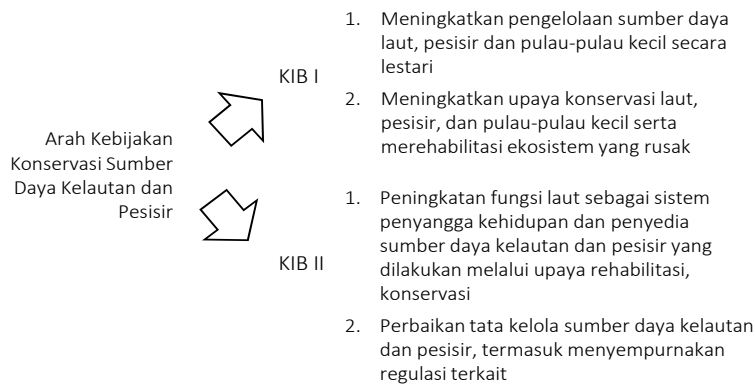 Arah Kebijakan
Konservasi Sumber
Daya Kelautan dan
Pesisir
KIB I
1. Meningkatkan pengelolaan sumber daya
laut, pesisir dan pulau-pulau kecil secara
lestari
2. Meningkatkan upaya konservasi laut,
pesisir, dan pulau-pulau kecil serta
merehabilitasi ekosistem yang rusak
KIB II
1. Peningkatan fungsi laut sebagai sistem
penyangga kehidupan dan penyedia
sumber daya kelautan dan pesisir yang
dilakukan melalui upaya rehabilitasi,
konservasi
2. Perbaikan tata kelola sumber daya kelautan
dan pesisir, termasuk menyempurnakan
regulasi terkait